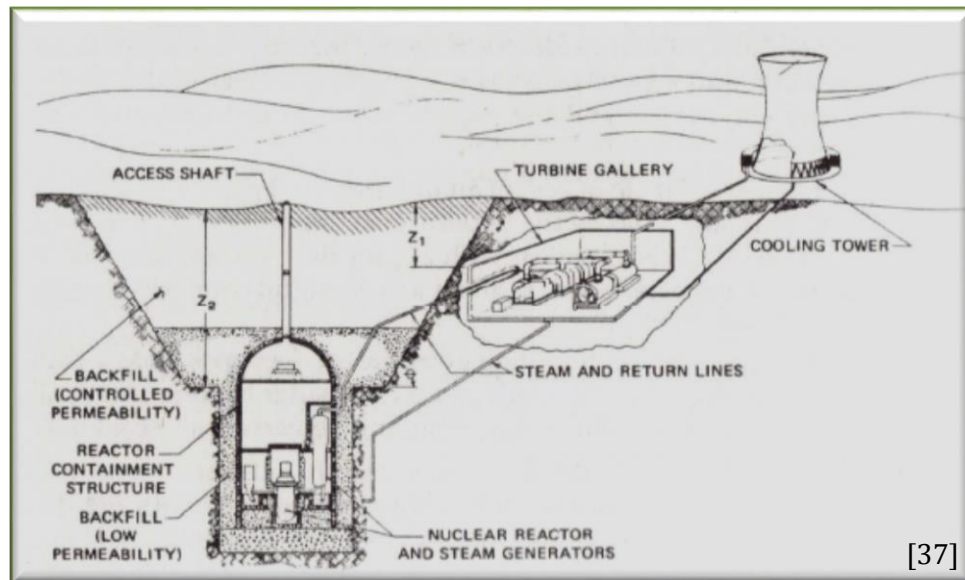 ACCESS SHAFT
TURBINE GALLERY
Z₁
COOLING TOWER
Z₂
STEAM AND RETURN LINES
BACKFILL
(CONTROLLED
PERMEABILITY)
REACTOR
CONTAINMENT
STRUCTURE
BACKFILL
(LOW
PERMEABILITY)
NUCLEAR REACTOR
AND STEAM GENERATORS
[37]